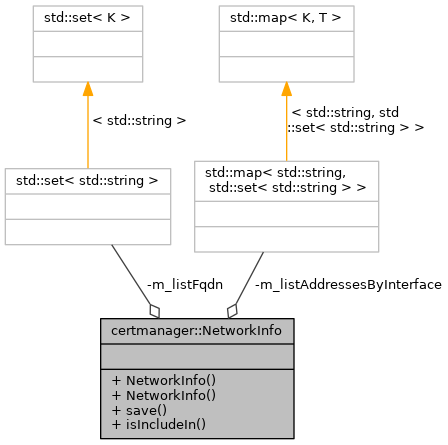 std::set< K >
std::map< K, T >
< std::string >
< std::string, std
::set< std::string > >
std::set< std::string >
std::map< std::string,
std::set< std::string > >
-m_listFqdn
-m_listAddressesByInterface
certmanager::NetworkInfo
+ NetworkInfo()
+ NetworkInfo()
+ save()
+ isIncludeIn()